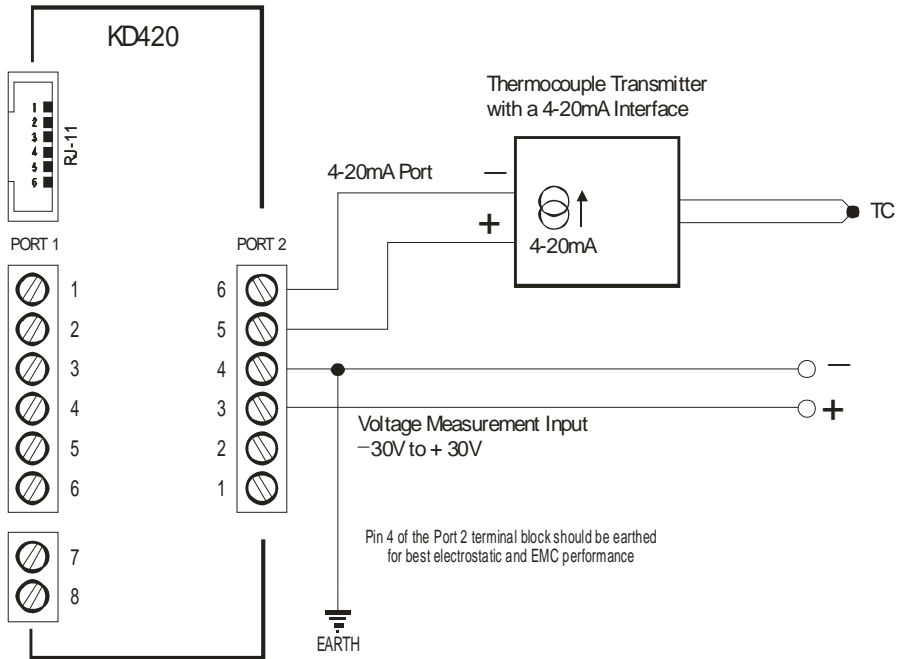 KD420
1
2
3
4
5
6
RJ-11
Thermocouple Transmitter
with a 4-20mA Interface
4-20mA Port
—
+
4-20mA
TC
PORT 1
PORT 2
1
2
3
4
5
6
7
8
6
5
4
3
2
1
—
+
Voltage Measurement Input
—30V to + 30V
Pin 4 of the Port 2 terminal block should be earthed
for best electrostatic and EMC performance
EARTH